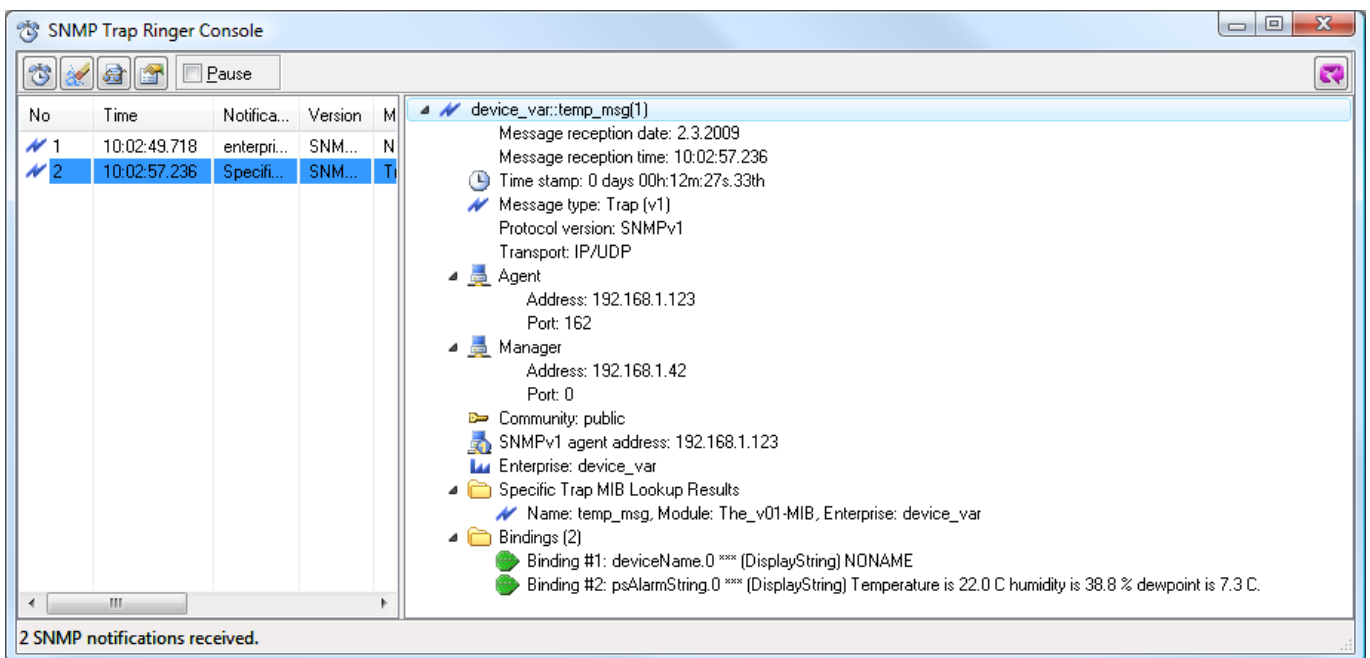 SNMP Trap Ringer Console
Pause
No Time Notifica... Version M
1 10:02:49.718 enterpri... SNM... N
2 10:02:57.236 Specifi... SNM... Tr
device_var::temp_msg(1)
Message reception date: 2.3.2009
Message reception time: 10:02:57.236
Time stamp: 0 days 00h:12m:27s.33th
Message type: Trap (v1)
Protocol version: SNMPv1
Transport: IP/UDP
Agent
Address: 192.168.1.123
Port: 162
Manager
Address: 192.168.1.42
Port: 0
Community: public
SNMPv1 agent address: 192.168.1.123
Enterprise: device_var
Specific Trap MIB Lookup Results
Name: temp_msg, Module: The_v01-MIB, Enterprise: device_var
Bindings (2)
Binding #1: deviceName.0 *** (DisplayString) NONAME
Binding #2: psAlarmString.0 *** (DisplayString) Temperature is 22.0 C humidity is 38.8 % dewpoint is 7.3 C.
2 SNMP notifications received.